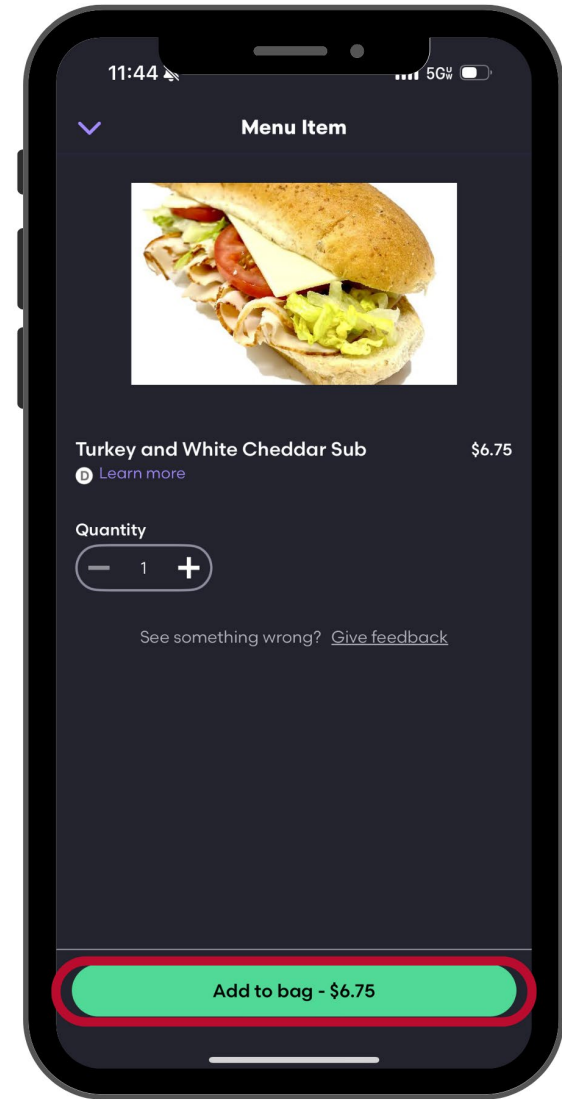 11:44 5G UW
Menu Item
Turkey and White Cheddar Sub $6.75
D Learn more
Quantity
1
See something wrong? Give feedback
Add to bag - $6.75